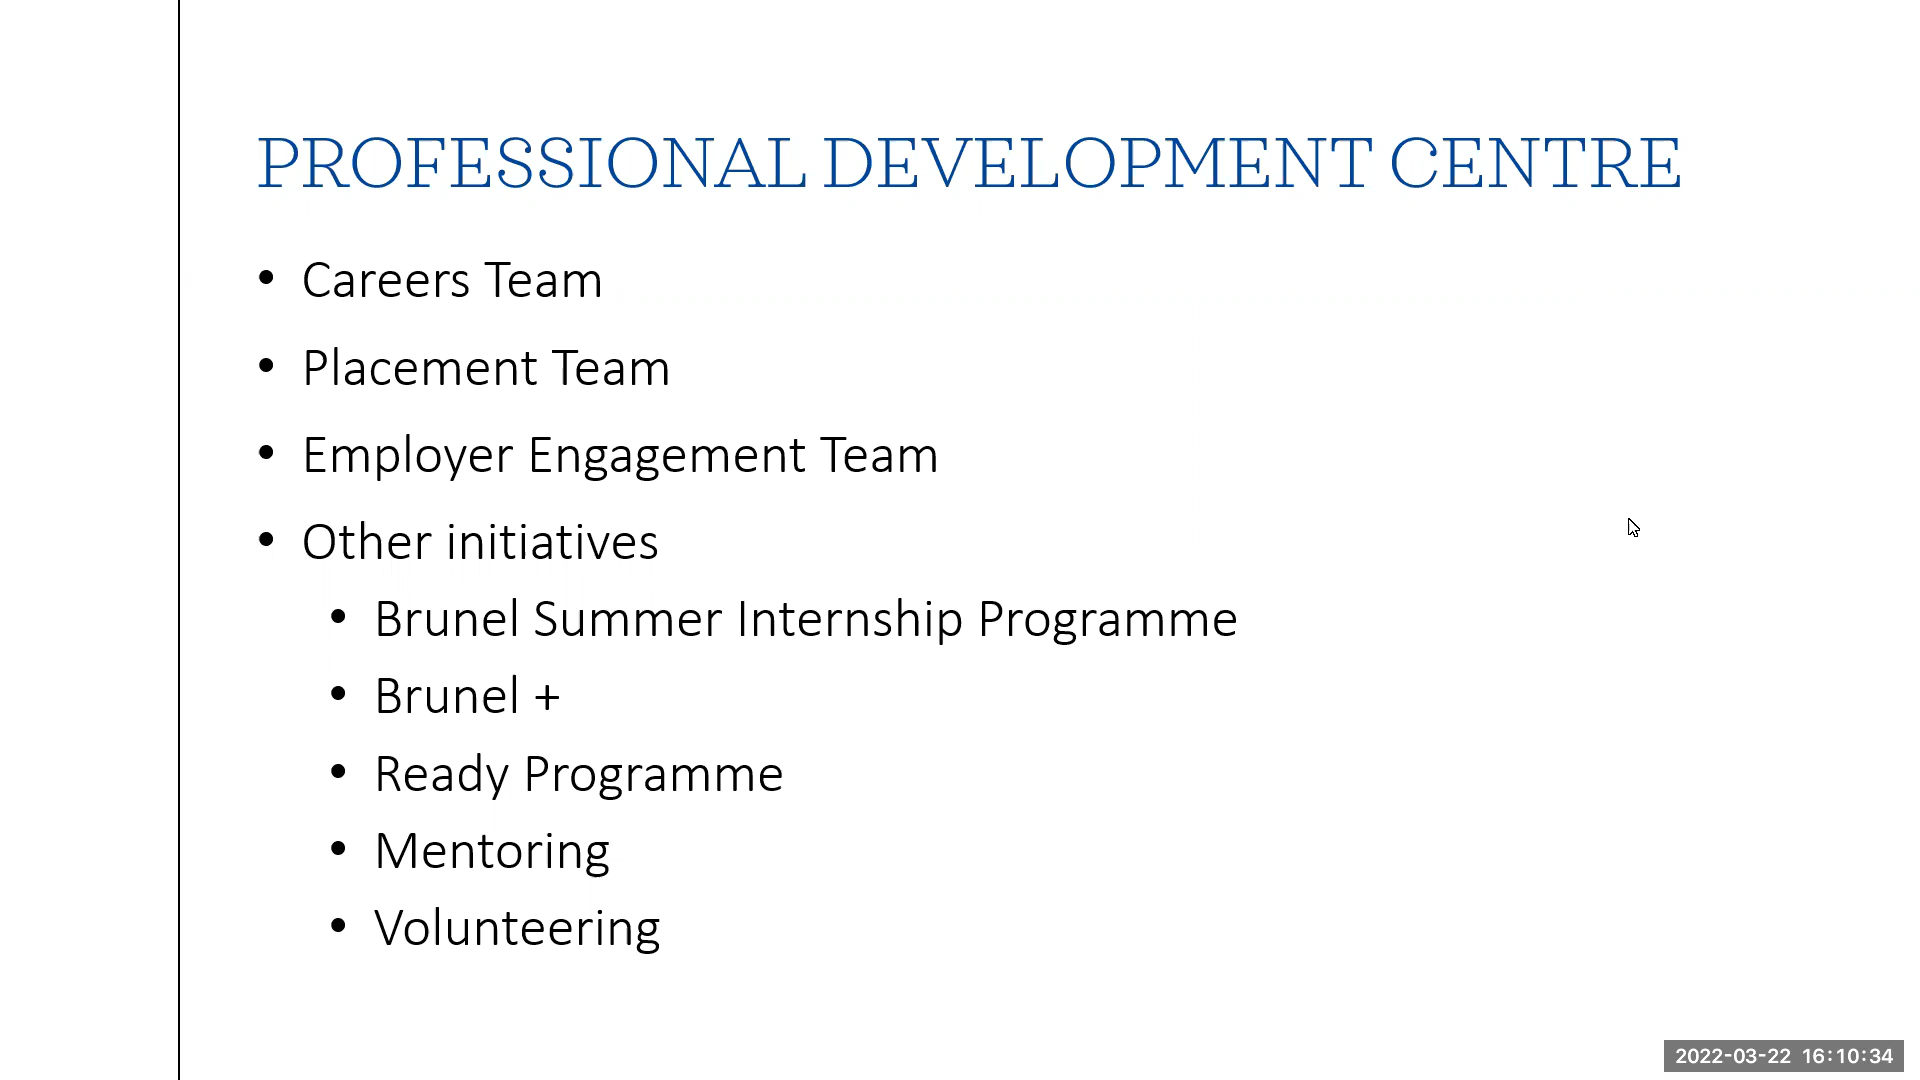 PROFESSIONAL DEVELOPMENT CENTRE
• Careers Team
• Placement Team
• Employer Engagement Team
• Other initiatives
• Brunel Summer Internship Programme
• Brunel +
• Ready Programme
• Mentoring
• Volunteering
2022-03-22 16:10:34